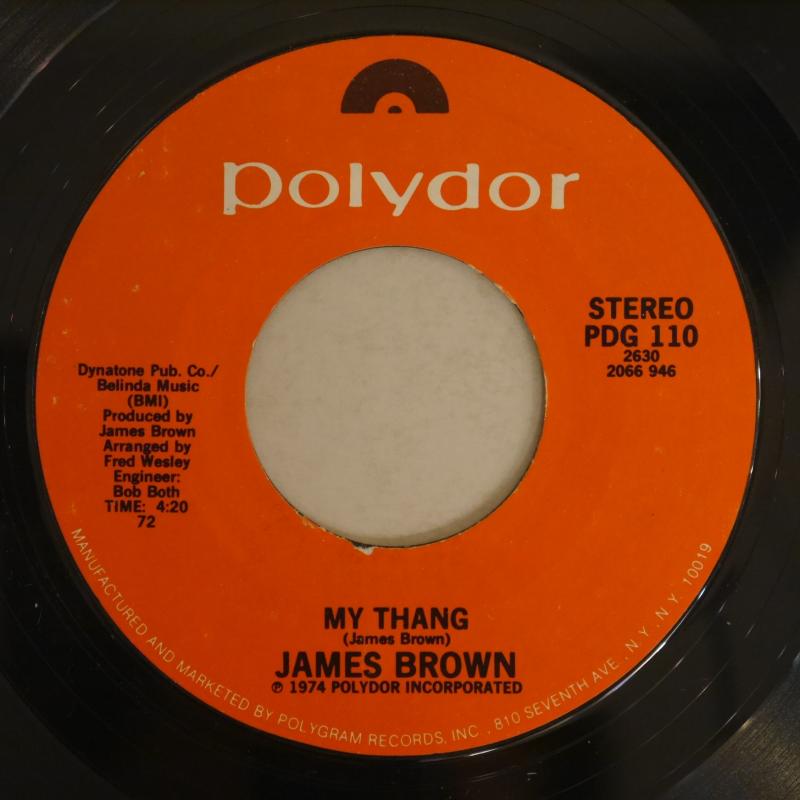 polydor
STEREO
PDG 110
2630
2066 946
Dynatone Pub. Co./
Belinda Music
(BMI)
Produced by
James Brown
Arranged by
Fred Wesley
Engineer:
Bob Both
TIME: 4:20
72
MY THANG
(James Brown)
JAMES BROWN
℗ 1974 POLYDOR INCORPORATED
MANUFACTURED AND MARKETED BY POLYGRAM RECORDS, INC., 810 SEVENTH AVE., N.Y., N.Y. 10019